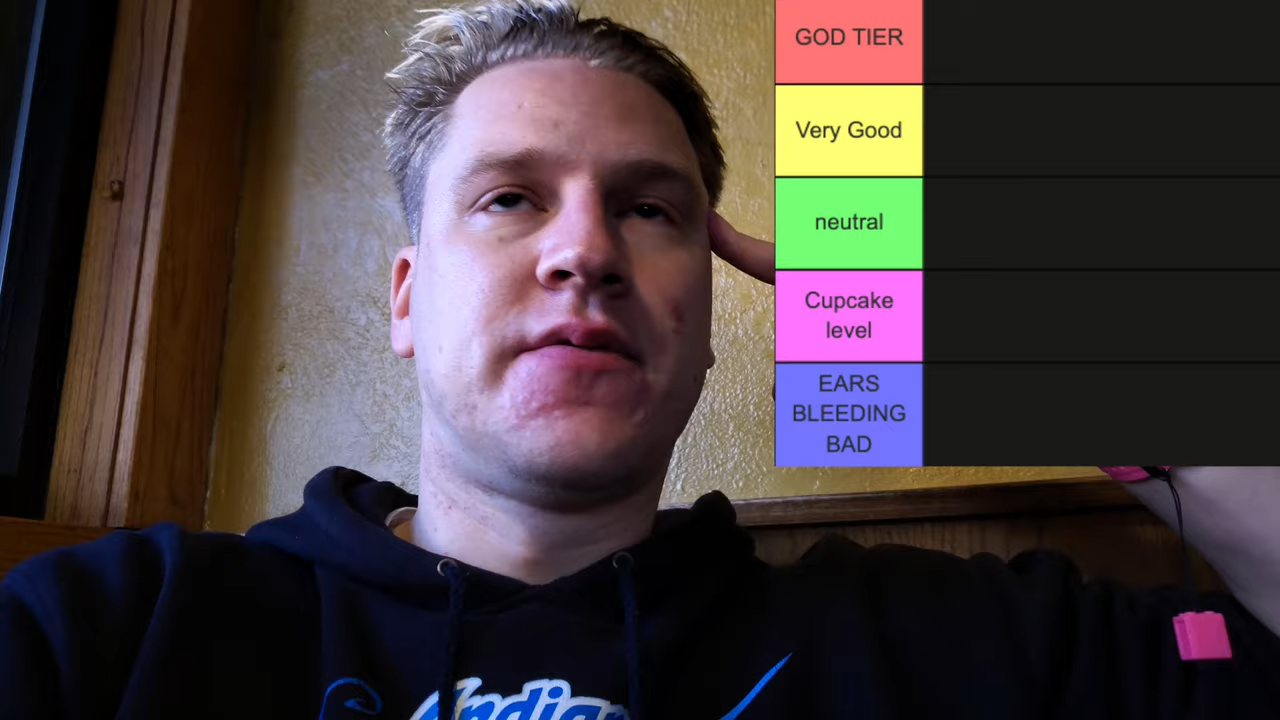 GOD TIER
Very Good
neutral
Cupcake
level
EARS
BLEEDING
BAD